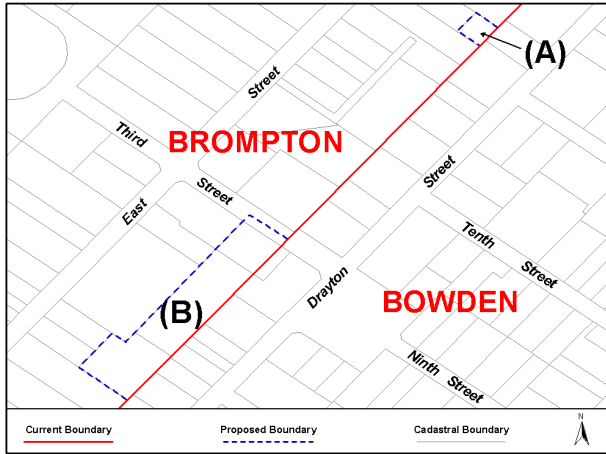 (A)
Street
Third
BROMPTON
Street
Street
East
Tenth
Street
Drayton
BOWDEN
(B)
Ninth Street
Current Boundary
Proposed Boundary
Cadastral Boundary
N